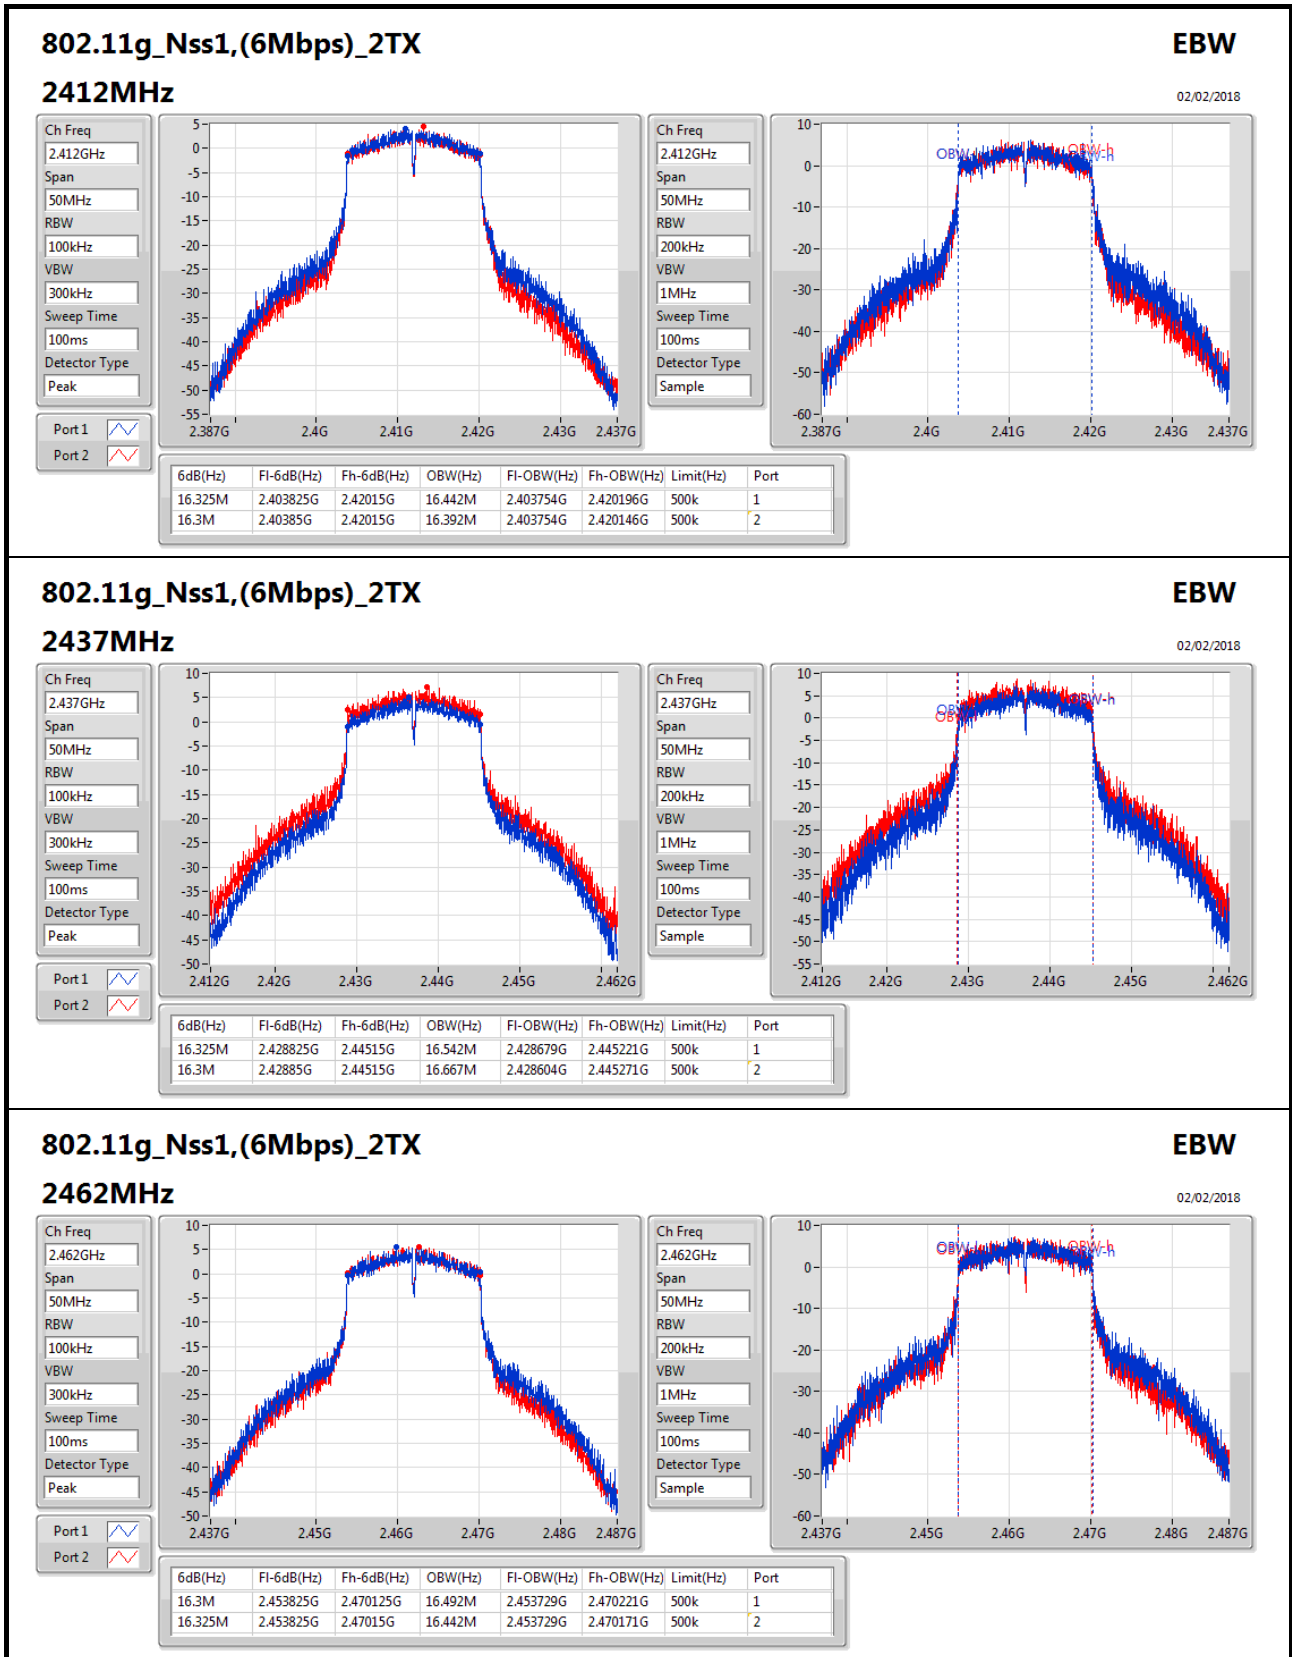 802.11g_Nss1,(6Mbps)_2TX
EBW
2412MHz
02/02/2018
Ch Freq
2.412GHz
Span
50MHz
RBW
100kHz
VBW
300kHz
Sweep Time
100ms
Detector Type
Peak
Port 1
Port 2
5
0
-5
-10
-15
-20
-25
-30
-35
-40
-45
-50
-55
2.387G 2.4G 2.41G 2.42G 2.43G 2.437G
Ch Freq
2.412GHz
Span
50MHz
RBW
200kHz
VBW
1MHz
Sweep Time
100ms
Detector Type
Sample
10
0
-10
-20
-30
-40
-50
-60
OBW-h
2.387G 2.4G 2.41G 2.42G 2.43G 2.437G
6dB(Hz) Fl-6dB(Hz) Fh-6dB(Hz) OBW(Hz) Fl-OBW(Hz) Fh-OBW(Hz) Limit(Hz) Port
16.325M 2.403825G 2.42015G 16.442M 2.403754G 2.420196G 500k 1
16.3M 2.40385G 2.42015G 16.392M 2.403754G 2.420146G 500k 2
802.11g_Nss1,(6Mbps)_2TX
EBW
2437MHz
02/02/2018
Ch Freq
2.437GHz
Span
50MHz
RBW
100kHz
VBW
300kHz
Sweep Time
100ms
Detector Type
Peak
Port 1
Port 2
10
5
0
-5
-10
-15
-20
-25
-30
-35
-40
-45
-50
2.412G 2.42G 2.43G 2.44G 2.45G 2.462G
Ch Freq
2.437GHz
Span
50MHz
RBW
200kHz
VBW
1MHz
Sweep Time
100ms
Detector Type
Sample
10
5
0
-5
-10
-15
-20
-25
-30
-35
-40
-45
-50
-55
OBW-h
2.412G 2.42G 2.43G 2.44G 2.45G 2.462G
6dB(Hz) Fl-6dB(Hz) Fh-6dB(Hz) OBW(Hz) Fl-OBW(Hz) Fh-OBW(Hz) Limit(Hz) Port
16.325M 2.428825G 2.44515G 16.542M 2.428679G 2.445221G 500k 1
16.3M 2.42885G 2.44515G 16.667M 2.428604G 2.445271G 500k 2
802.11g_Nss1,(6Mbps)_2TX
EBW
2462MHz
02/02/2018
Ch Freq
2.462GHz
Span
50MHz
RBW
100kHz
VBW
300kHz
Sweep Time
100ms
Detector Type
Peak
Port 1
Port 2
10
5
0
-5
-10
-15
-20
-25
-30
-35
-40
-45
-50
2.437G 2.45G 2.46G 2.47G 2.48G 2.487G
Ch Freq
2.462GHz
Span
50MHz
RBW
200kHz
VBW
1MHz
Sweep Time
100ms
Detector Type
Sample
10
0
-10
-20
-30
-40
-50
-60
OBW-h
2.437G 2.45G 2.46G 2.47G 2.48G 2.487G
6dB(Hz) Fl-6dB(Hz) Fh-6dB(Hz) OBW(Hz) Fl-OBW(Hz) Fh-OBW(Hz) Limit(Hz) Port
16.3M 2.453825G 2.470125G 16.492M 2.453729G 2.470221G 500k 1
16.325M 2.453825G 2.47015G 16.442M 2.453729G 2.470171G 500k 2